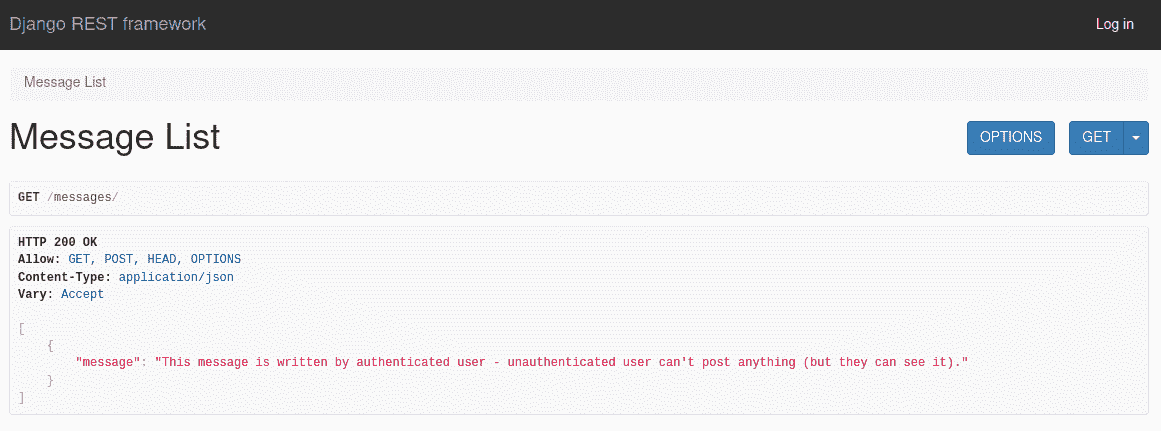 Django REST framework
Log in
Message List
Message List
OPTIONS
GET
GET /messages/
HTTP 200 OK
Allow: GET, POST, HEAD, OPTIONS
Content-Type: application/json
Vary: Accept
[
{
"message": "This message is written by authenticated user - unauthenticated user can't post anything (but they can see it)."
}
]